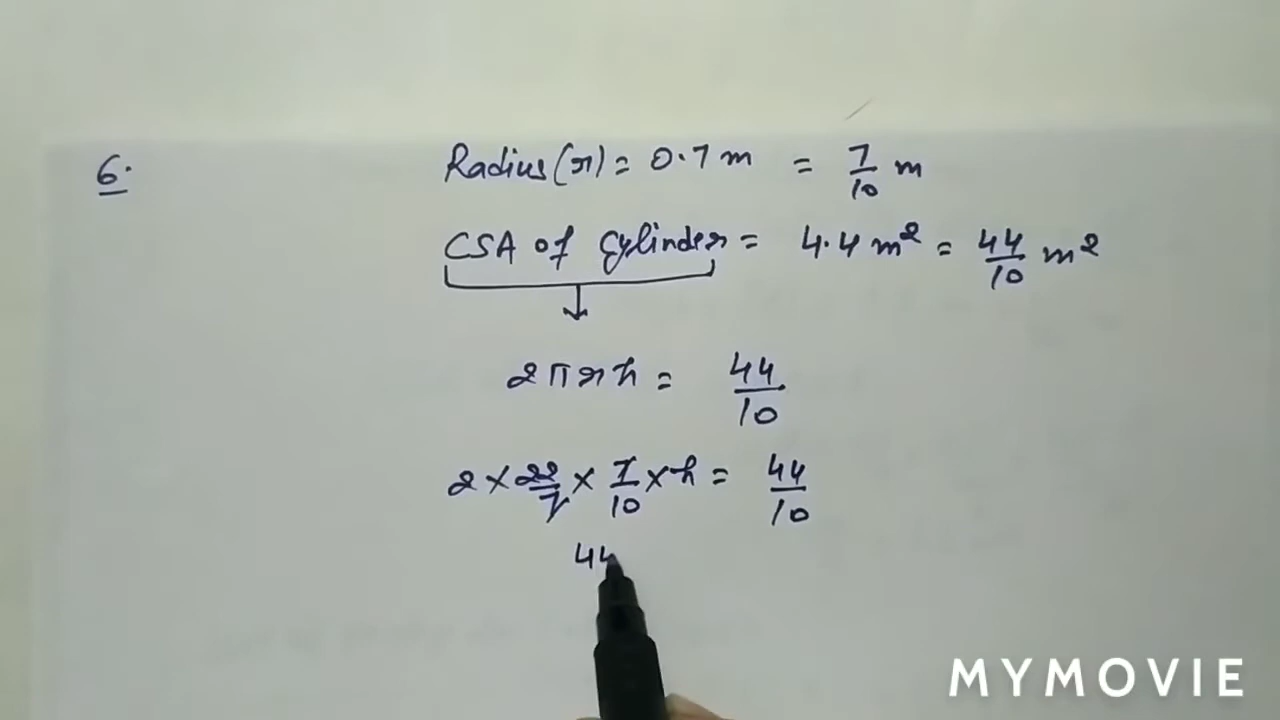 6. Radius(r) = 0.7 m = 7/10 m
CSA of Cylinder = 4.4 m² = 44/10 m²
2πrh = 44/10
2 × 22/7 × 7/10 × h = 44/10
44
MYMOVIE